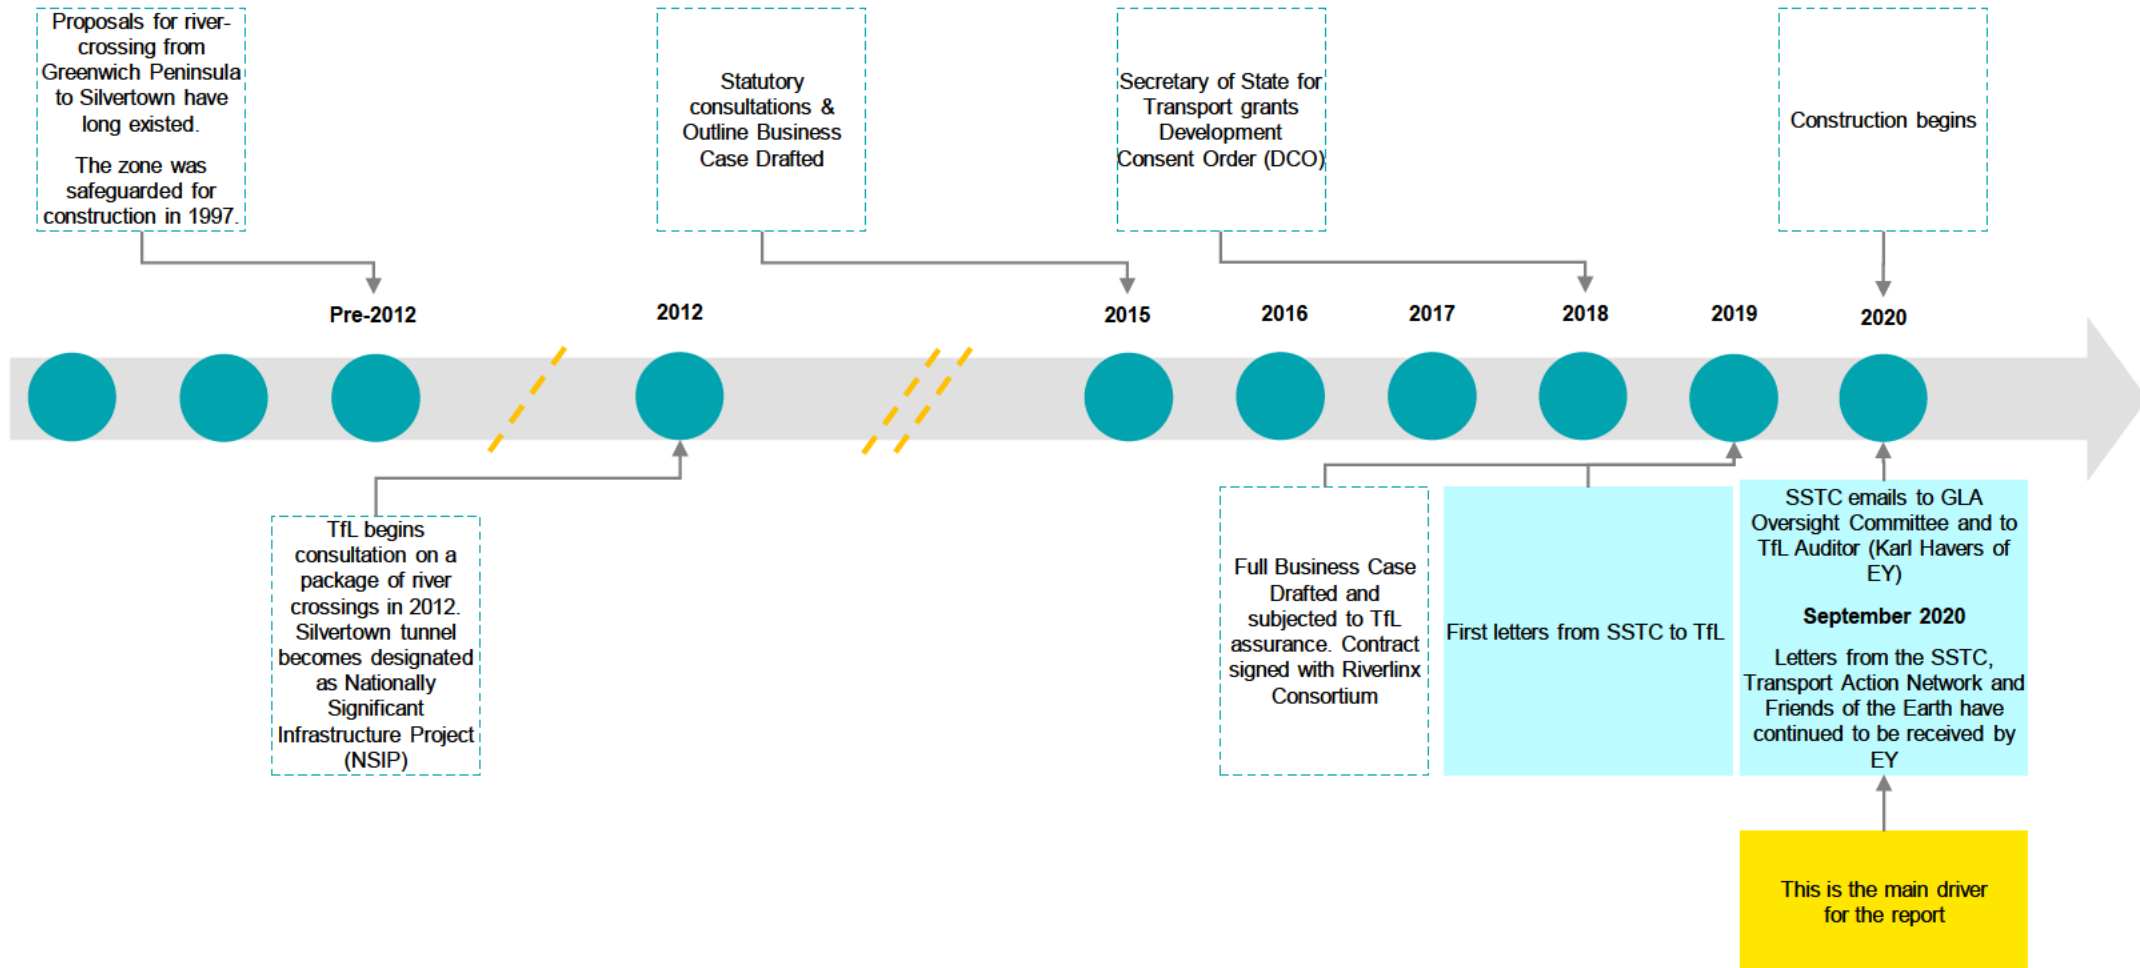 Proposals for river-
crossing from
Greenwich Peninsula
to Silvertown have
long existed.
The zone was
safeguarded for
construction in 1997.
Statutory
consultations &
Outline Business
Case Drafted
Secretary of State for
Transport grants
Development
Consent Order (DCO)
Construction begins
Pre-2012
2012
2015
2016
2017
2018
2019
2020
TfL begins
consultation on a
package of river
crossings in 2012.
Silvertown tunnel
becomes designated
as Nationally
Significant
Infrastructure Project
(NSIP)
Full Business Case
Drafted and
subjected to TfL
assurance. Contract
signed with Riverlinx
Consortium
First letters from SSTC to TfL
SSTC emails to GLA
Oversight Committee and to
TfL Auditor (Karl Havers of
EY)
September 2020
Letters from the SSTC,
Transport Action Network and
Friends of the Earth have
continued to be received by
EY
This is the main driver
for the report